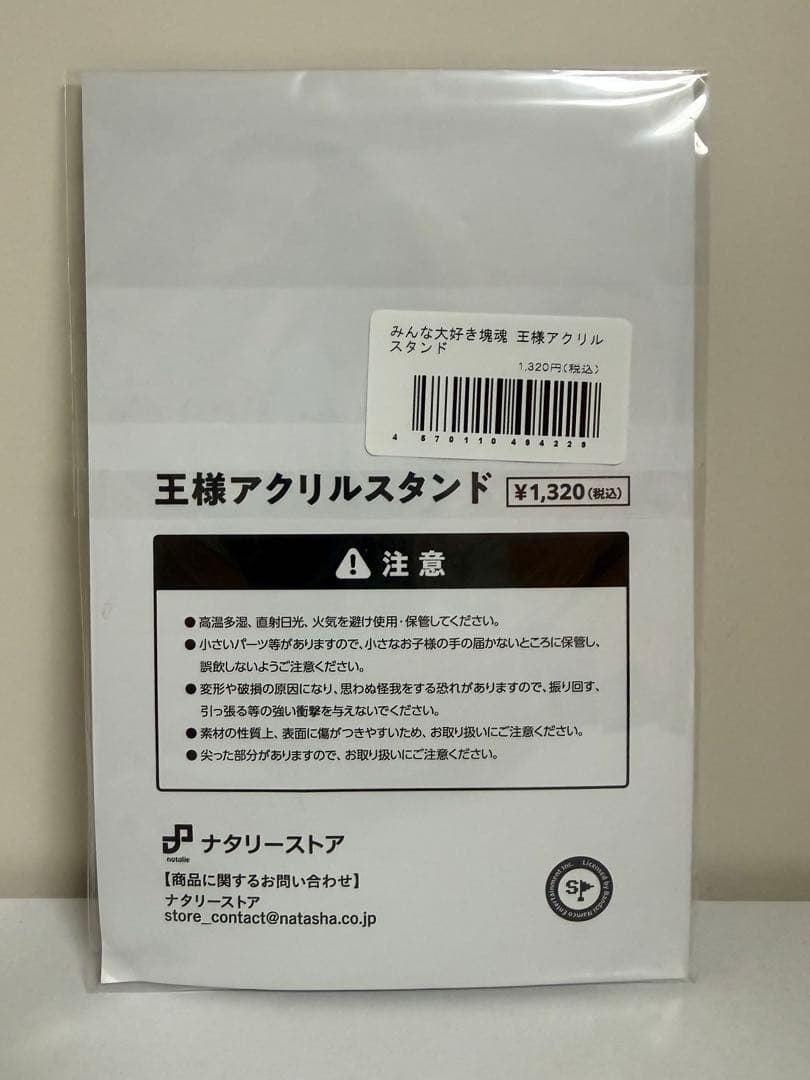 みんな大好き塊魂 王様アクリル
スタンド
1,320円(税込)
4 570110 494229
王様アクリルスタンド ¥1,320(税込)
注意
●高温多湿、直射日光、火気を避け使用・保管してください。
●小さいパーツ等がありますので、小さなお子様の手の届かないところに保管し、
誤飲しないようご注意ください。
●変形や破損の原因になり、思わぬ怪我をする恐れがありますので、振り回す、
引っ張る等の強い衝撃を与えないでください。
●素材の性質上、表面に傷がつきやすいため、お取り扱いにご注意ください。
●尖った部分がありますので、お取り扱いにご注意ください。
natalie ナタリーストア
【商品に関するお問い合わせ】
ナタリーストア
store_contact@natasha.co.jp
Licensed by Bandai Namco Entertainment Inc.
SP